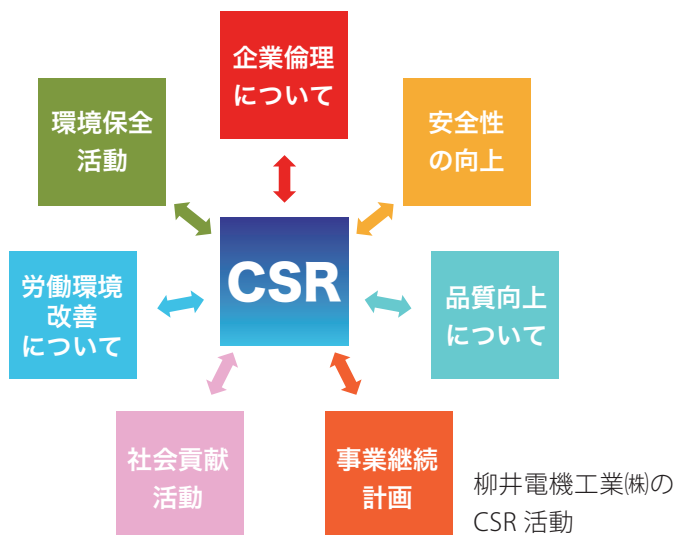 企業倫理
について
環境保全
活動
安全性
の向上
CSR
労働環境
改善
について
品質向上
について
社会貢献
活動
事業継続
計画
柳井電機工業㈱の
CSR 活動